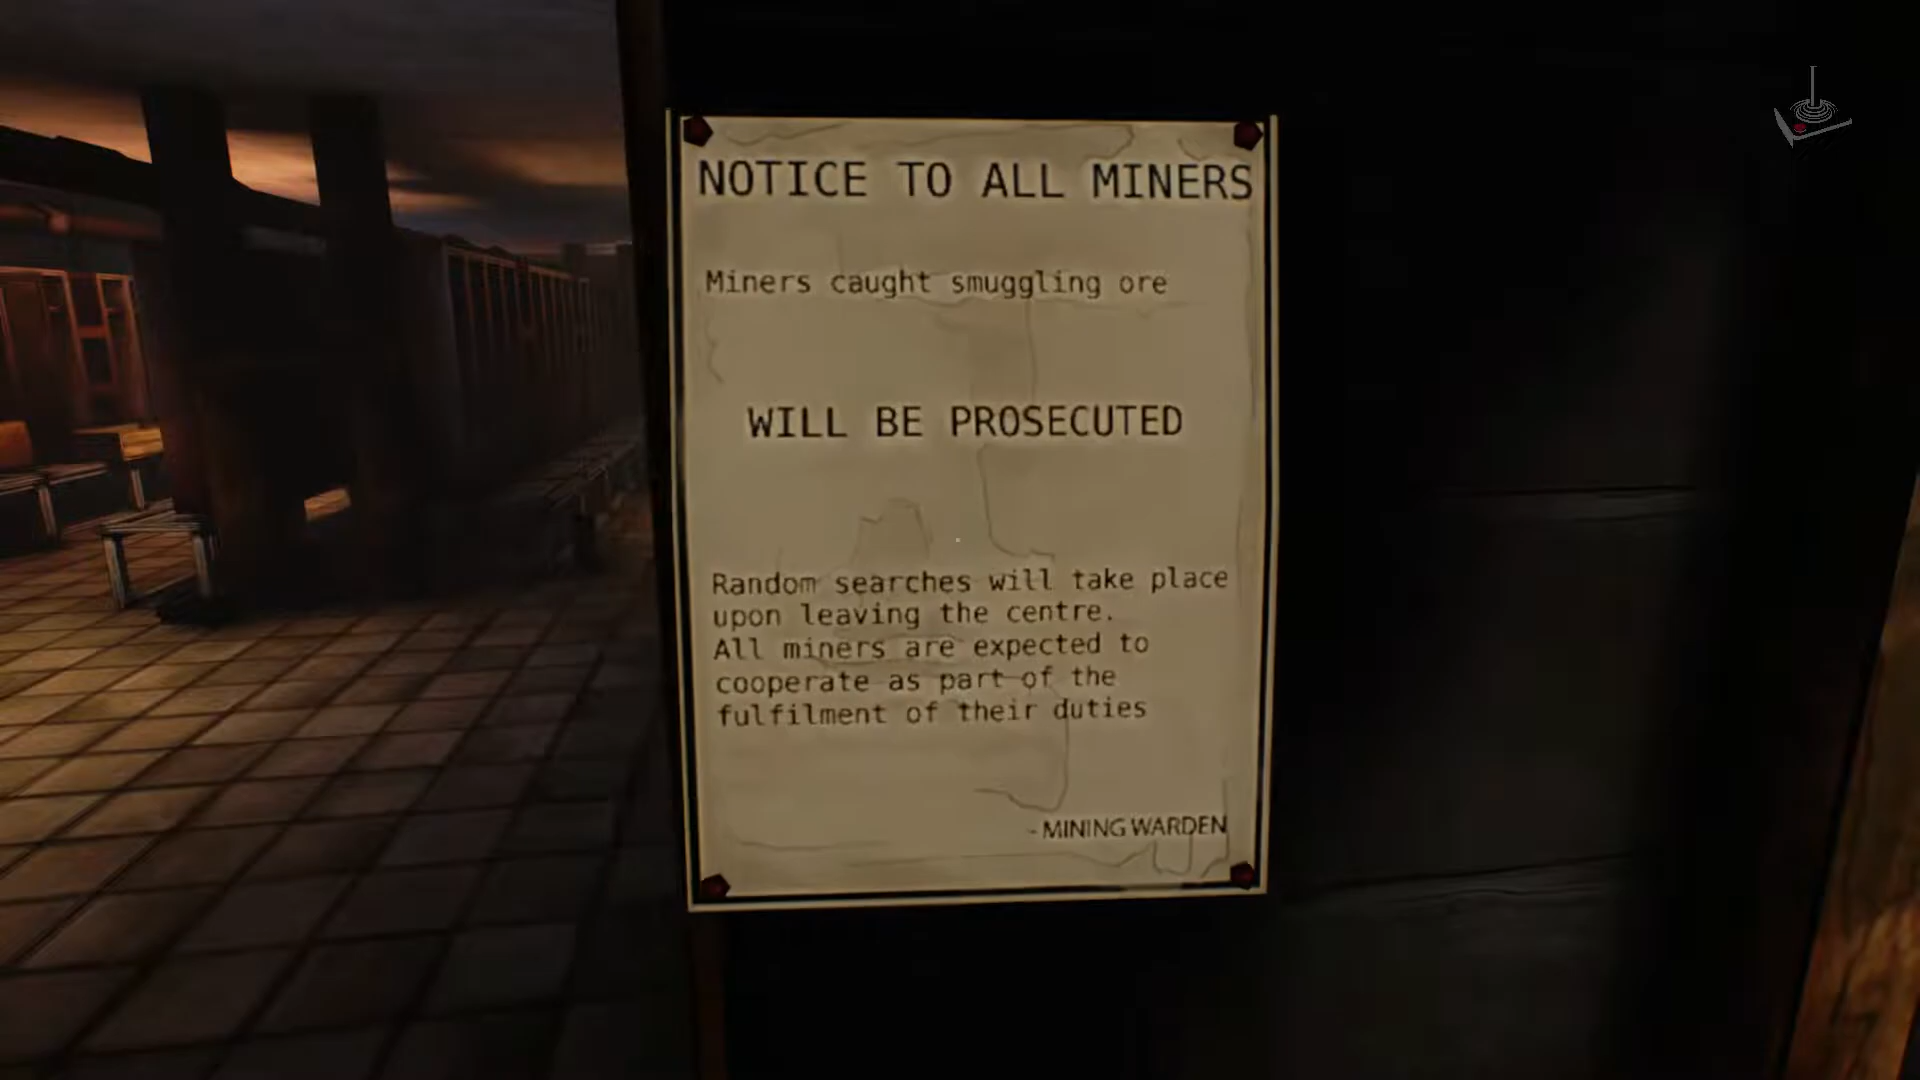 NOTICE TO ALL MINERS
Miners caught smuggling ore
WILL BE PROSECUTED
Random searches will take place
upon leaving the centre.
All miners are expected to
cooperate as part of the
fulfilment of their duties
- MINING WARDEN